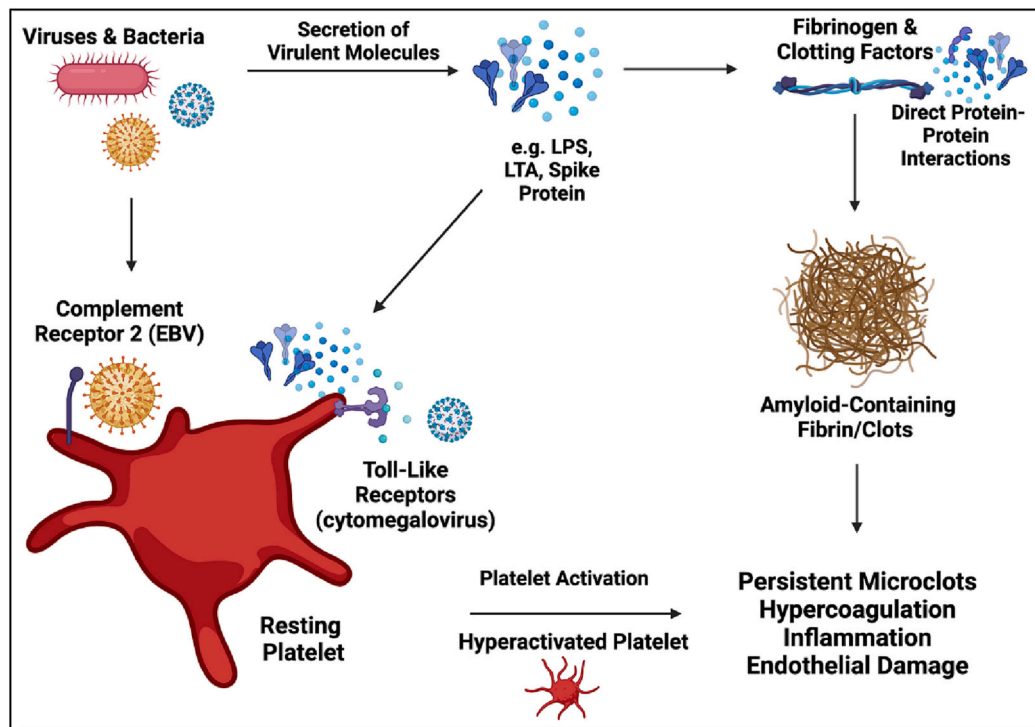 Viruses & Bacteria
Secretion of
Virulent Molecules
Fibrinogen &
Clotting Factors
Direct Protein-
Protein
Interactions
e.g. LPS,
LTA, Spike
Protein
Complement
Receptor 2 (EBV)
Amyloid-Containing
Fibrin/Clots
Toll-Like
Receptors
(cytomegalovirus)
Resting
Platelet
Platelet Activation
Hyperactivated Platelet
Persistent Microclots
Hypercoagulation
Inflammation
Endothelial Damage